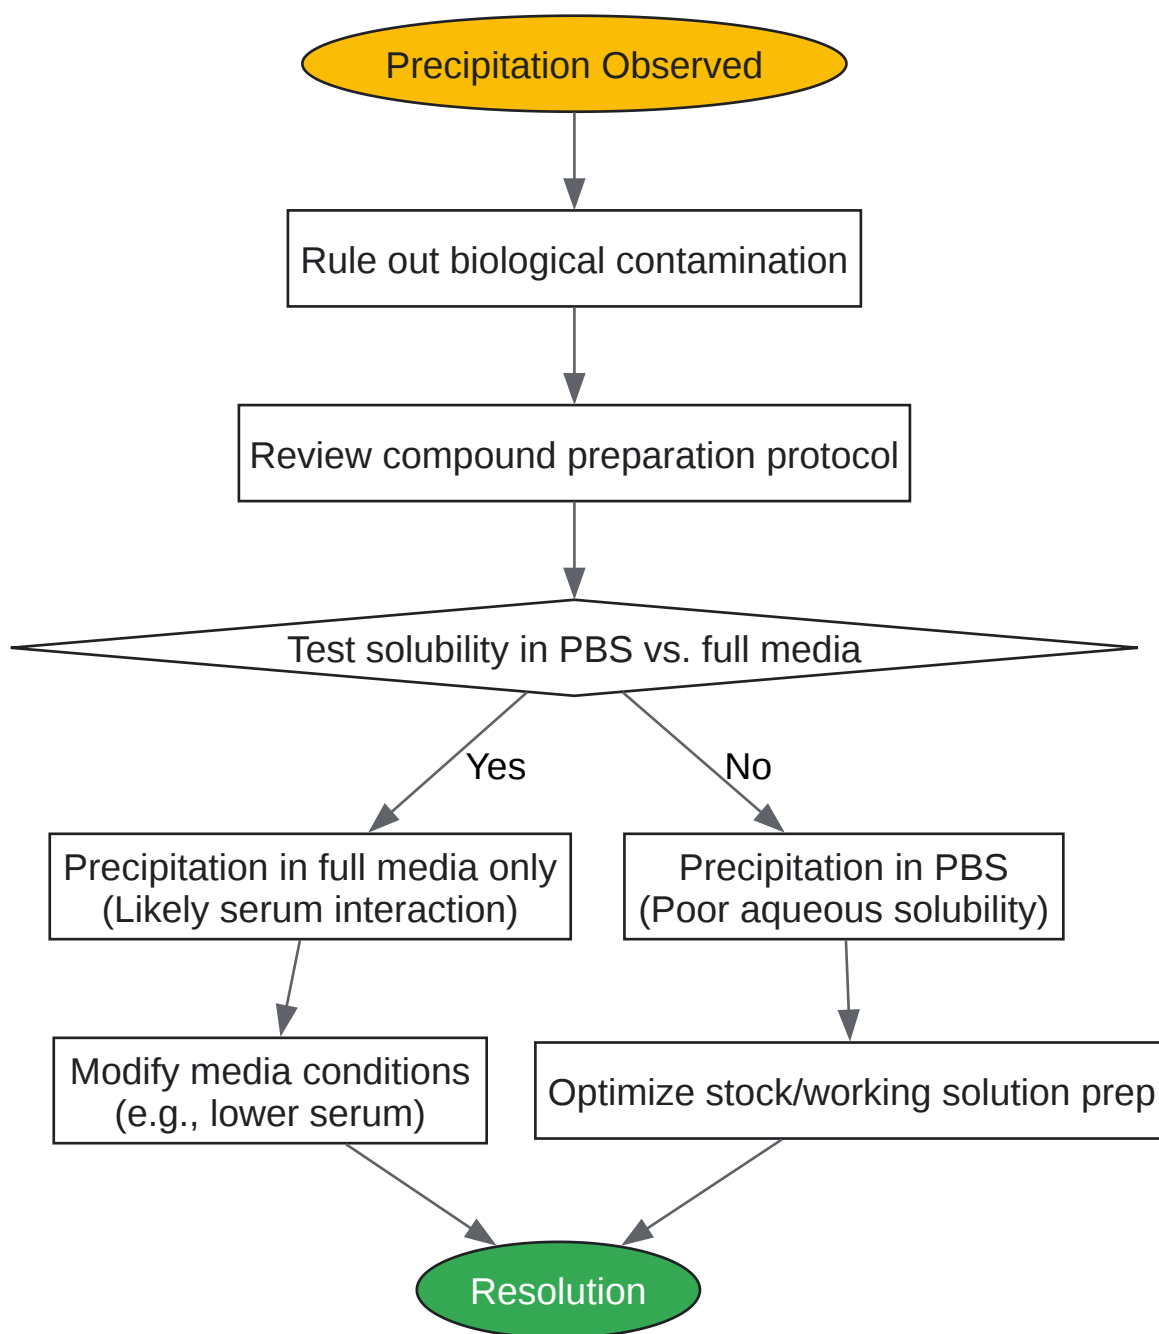 Precipitation Observed
Rule out biological contamination
Review compound preparation protocol
Test solubility in PBS vs. full media
Yes
No
Precipitation in full media only
(Likely serum interaction)
Precipitation in PBS
(Poor aqueous solubility)
Modify media conditions
(e.g., lower serum)
Optimize stock/working solution prep
Resolution